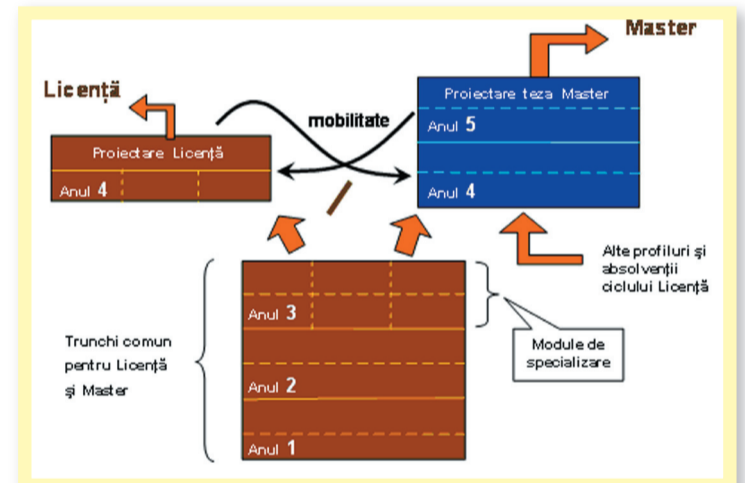 Master
Licență
Proiectare teza Master
mobilitate
Anul 5
Proiectare Licență
Anul 4
Anul 4
Alte profiluri și
absolvenții
ciclului Licență
Anul 3
Trunchi comun
pentru Licență
și Master
Module de
specializare
Anul 2
Anul 1